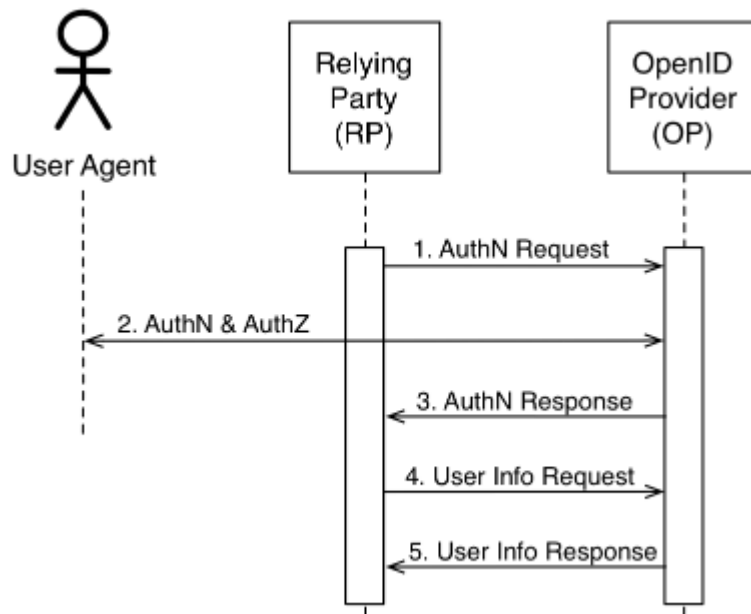 User Agent
Relying
Party
(RP)
OpenID
Provider
(OP)
1. AuthN Request
2. AuthN & AuthZ
3. AuthN Response
4. User Info Request
5. User Info Response